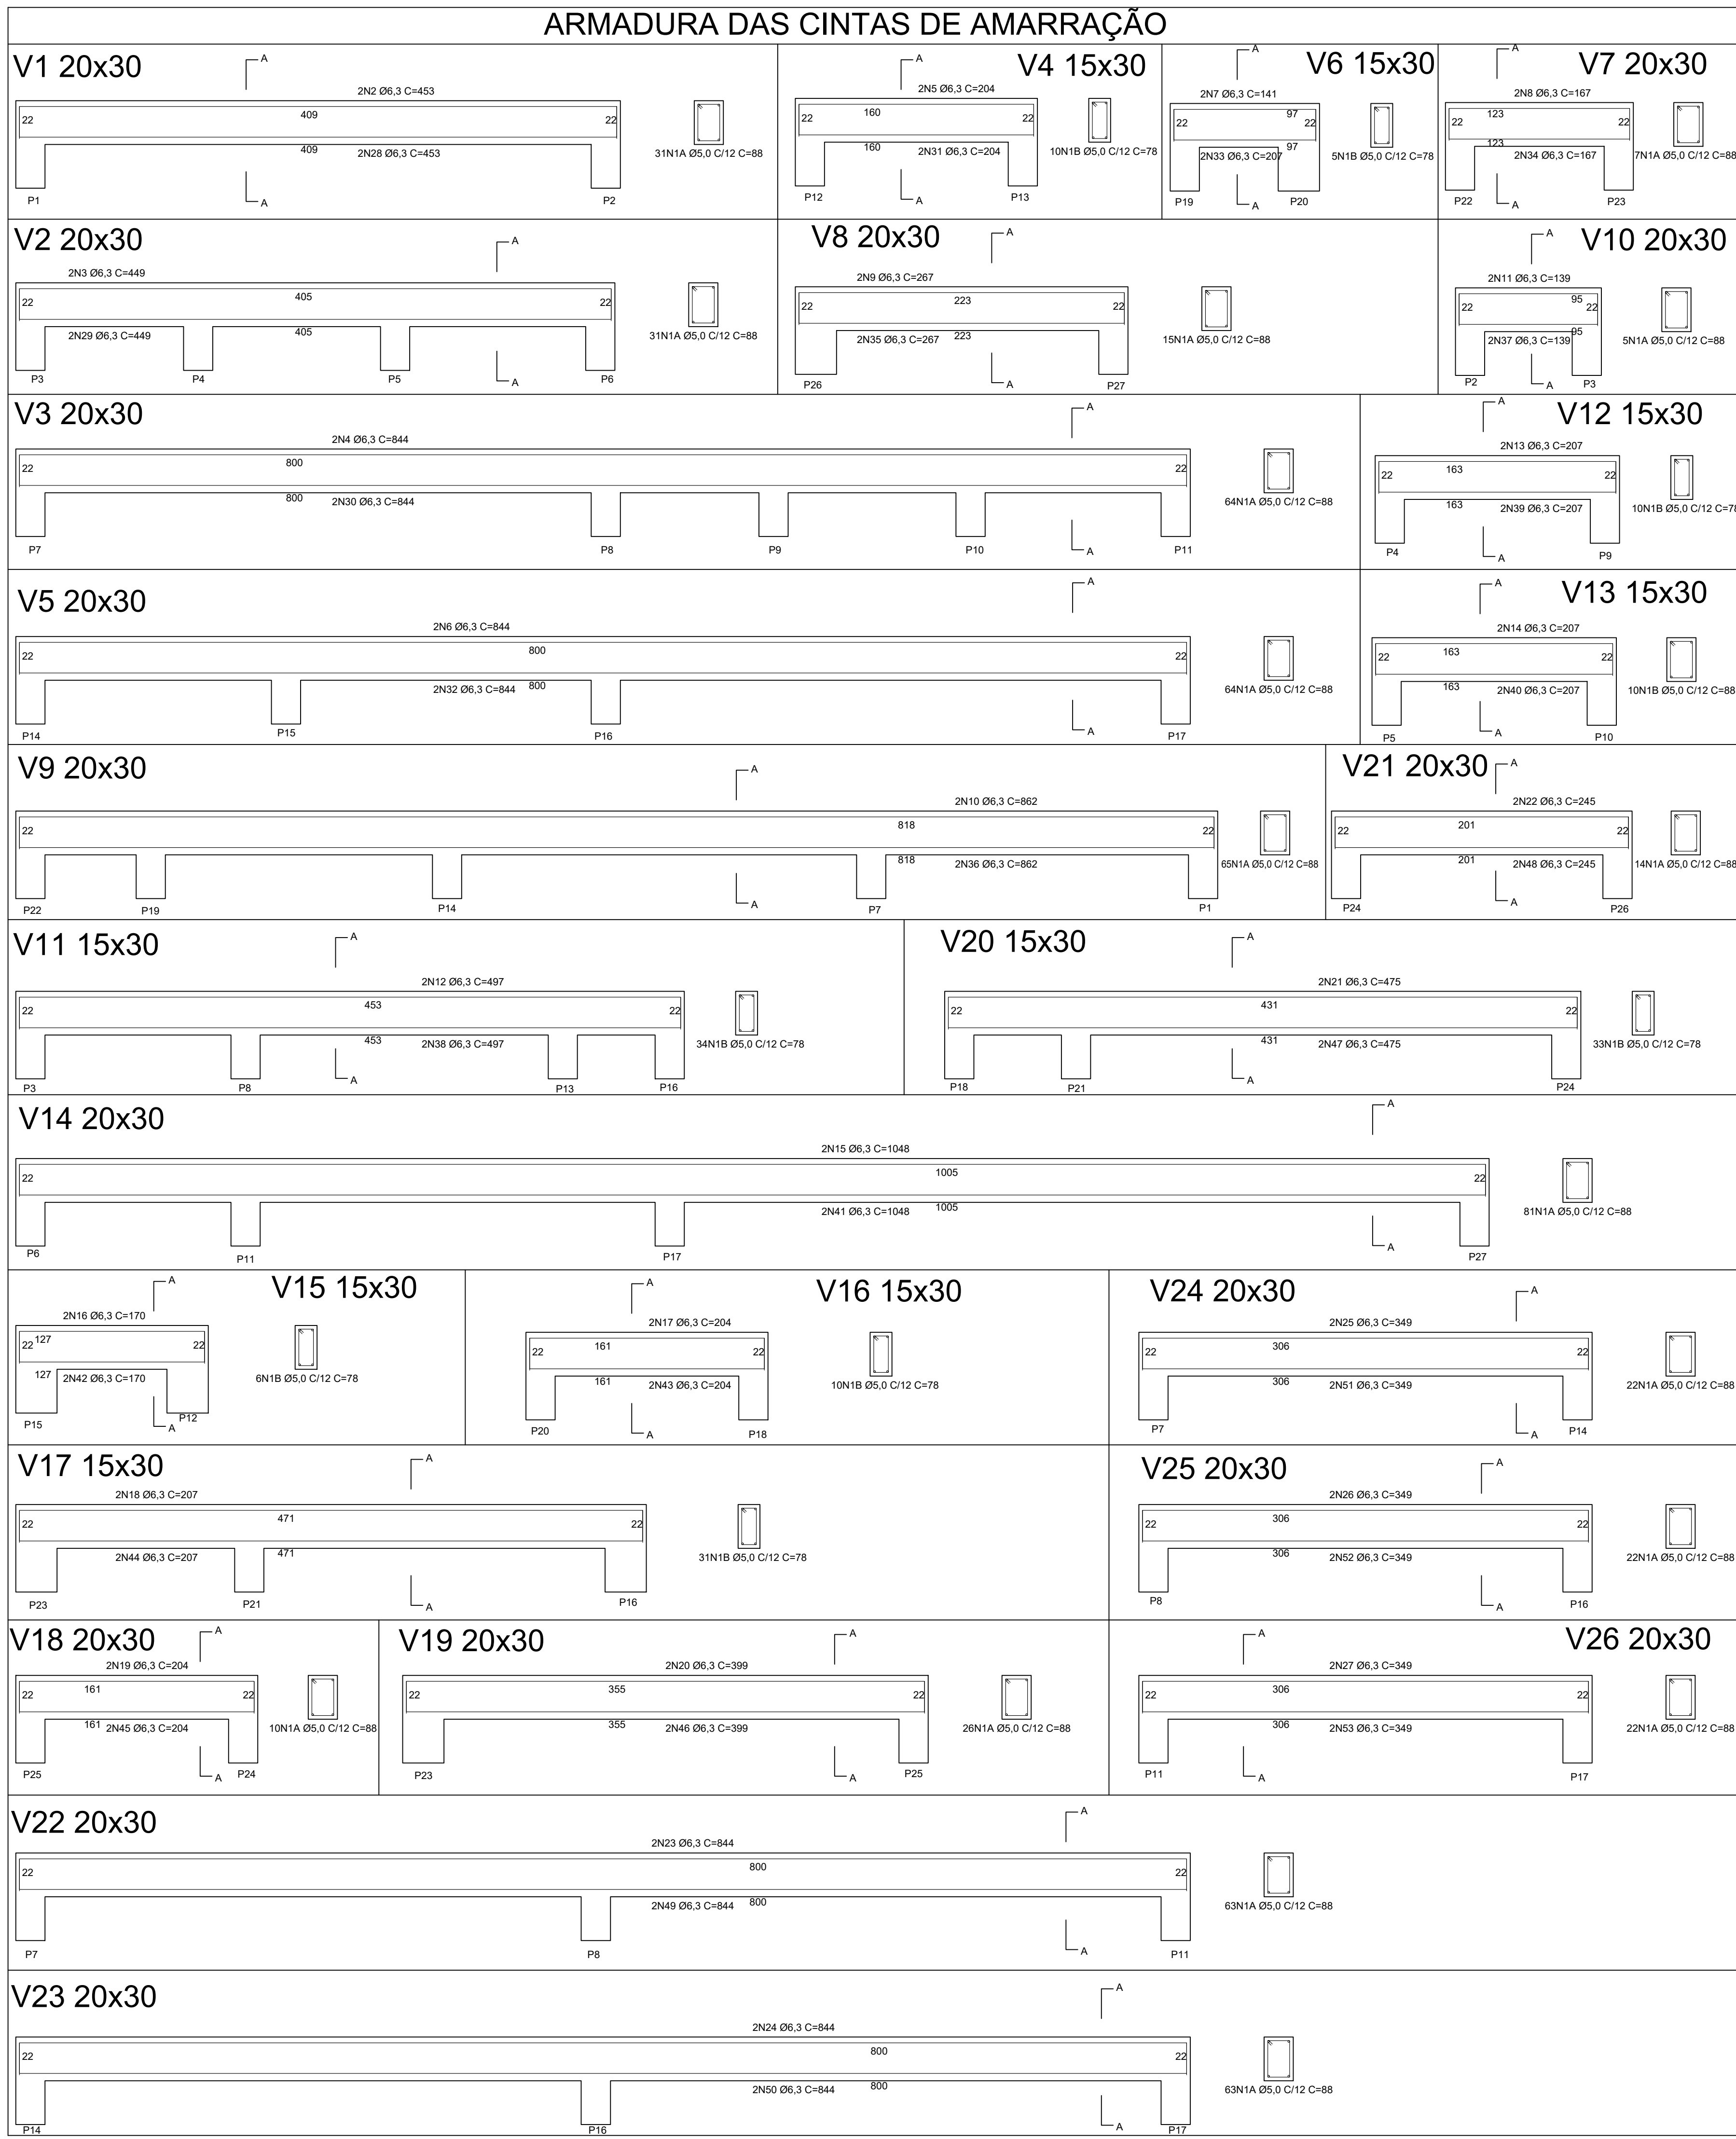 ARMADURA DAS CINTAS DE AMARRAÇÃO
V1 20x30
A
2N2 Ø6,3 C=453
22
409
22
409
2N28 Ø6,3 C=453
31N1A Ø5,0 C/12 C=88
P1
P2
A
V4 15x30
A
2N5 Ø6,3 C=204
22
160
22
160
2N31 Ø6,3 C=204
10N1B Ø5,0 C/12 C=78
P12
P13
A
V6 15x30
A
2N7 Ø6,3 C=141
97
22
22
97
2N33 Ø6,3 C=207
5N1B Ø5,0 C/12 C=78
P19
P20
A
V7 20x30
A
2N8 Ø6,3 C=167
123
22
22
123
2N34 Ø6,3 C=167
7N1A Ø5,0 C/12 C=88
P22
P23
A
V2 20x30
A
2N3 Ø6,3 C=449
405
22
22
405
2N29 Ø6,3 C=449
31N1A Ø5,0 C/12 C=88
P3
P4
P5
P6
A
V8 20x30
A
2N9 Ø6,3 C=267
223
22
22
2N35 Ø6,3 C=267
223
15N1A Ø5,0 C/12 C=88
P26
P27
A
V10 20x30
A
2N11 Ø6,3 C=139
95
22
22
95
2N37 Ø6,3 C=139
5N1A Ø5,0 C/12 C=88
P2
P3
A
V3 20x30
A
2N4 Ø6,3 C=844
800
22
22
800
2N30 Ø6,3 C=844
64N1A Ø5,0 C/12 C=88
P7
P8
P9
P10
P11
A
V12 15x30
A
2N13 Ø6,3 C=207
163
22
22
163
2N39 Ø6,3 C=207
10N1B Ø5,0 C/12 C=78
P4
P9
A
V5 20x30
A
2N6 Ø6,3 C=844
800
22
22
2N32 Ø6,3 C=844
800
64N1A Ø5,0 C/12 C=88
P14
P15
P16
P17
A
V13 15x30
A
2N14 Ø6,3 C=207
163
22
22
163
2N40 Ø6,3 C=207
10N1B Ø5,0 C/12 C=88
P5
P10
A
V9 20x30
A
2N10 Ø6,3 C=862
818
22
22
818
2N36 Ø6,3 C=862
65N1A Ø5,0 C/12 C=88
P22
P19
P14
P7
P1
A
V21 20x30
A
2N22 Ø6,3 C=245
201
22
22
201
2N48 Ø6,3 C=245
14N1A Ø5,0 C/12 C=88
P24
P26
A
V11 15x30
A
2N12 Ø6,3 C=497
453
22
22
453
2N38 Ø6,3 C=497
34N1B Ø5,0 C/12 C=78
P3
P8
P13
P16
A
V20 15x30
A
2N21 Ø6,3 C=475
431
22
22
431
2N47 Ø6,3 C=475
33N1B Ø5,0 C/12 C=78
P18
P21
P24
A
V14 20x30
A
2N15 Ø6,3 C=1048
1005
22
22
2N41 Ø6,3 C=1048
1005
81N1A Ø5,0 C/12 C=88
P6
P11
P17
P27
A
V15 15x30
A
2N16 Ø6,3 C=170
127
22
22
127
2N42 Ø6,3 C=170
6N1B Ø5,0 C/12 C=78
P15
P12
A
V16 15x30
A
2N17 Ø6,3 C=204
161
22
22
161
2N43 Ø6,3 C=204
10N1B Ø5,0 C/12 C=78
P20
P18
A
V24 20x30
A
2N25 Ø6,3 C=349
306
22
22
306
2N51 Ø6,3 C=349
22N1A Ø5,0 C/12 C=88
P7
P14
A
V17 15x30
A
2N18 Ø6,3 C=207
471
22
22
2N44 Ø6,3 C=207
471
31N1B Ø5,0 C/12 C=78
P23
P21
P16
A
V25 20x30
A
2N26 Ø6,3 C=349
306
22
22
306
2N52 Ø6,3 C=349
22N1A Ø5,0 C/12 C=88
P8
P16
A
V18 20x30
A
2N19 Ø6,3 C=204
161
22
22
161
2N45 Ø6,3 C=204
10N1A Ø5,0 C/12 C=88
P25
P24
A
V19 20x30
A
2N20 Ø6,3 C=399
355
22
22
355
2N46 Ø6,3 C=399
26N1A Ø5,0 C/12 C=88
P23
P25
A
V26 20x30
A
2N27 Ø6,3 C=349
306
22
22
306
2N53 Ø6,3 C=349
22N1A Ø5,0 C/12 C=88
P11
P17
A
V22 20x30
A
2N23 Ø6,3 C=844
800
22
22
2N49 Ø6,3 C=844
800
63N1A Ø5,0 C/12 C=88
P7
P8
P11
A
V23 20x30
A
2N24 Ø6,3 C=844
800
22
22
2N50 Ø6,3 C=844
800
63N1A Ø5,0 C/12 C=88
P14
P16
P17
A